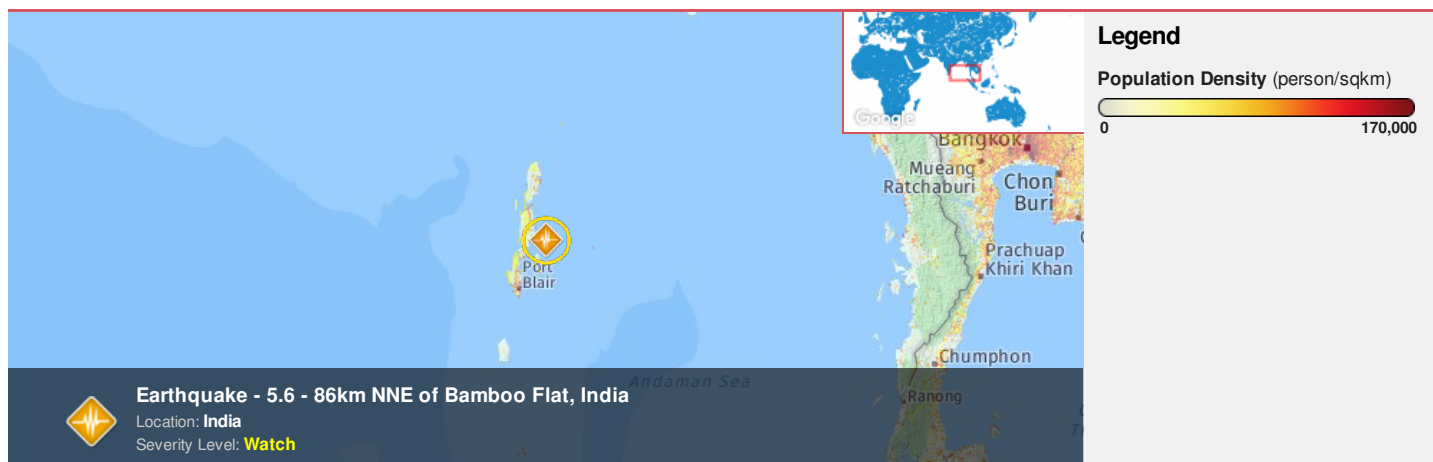 Google
Legend
Population Density (person/sqkm)
0
170,000
Bangkok
Mueang
Ratchaburi
Chon
Buri
Prachuap
Khiri Khan
Port
Blair
Chumphon
Andaman Sea
Ranong
Earthquake - 5.6 - 86km NNE of Bamboo Flat, India
Location: India
Severity Level: Watch